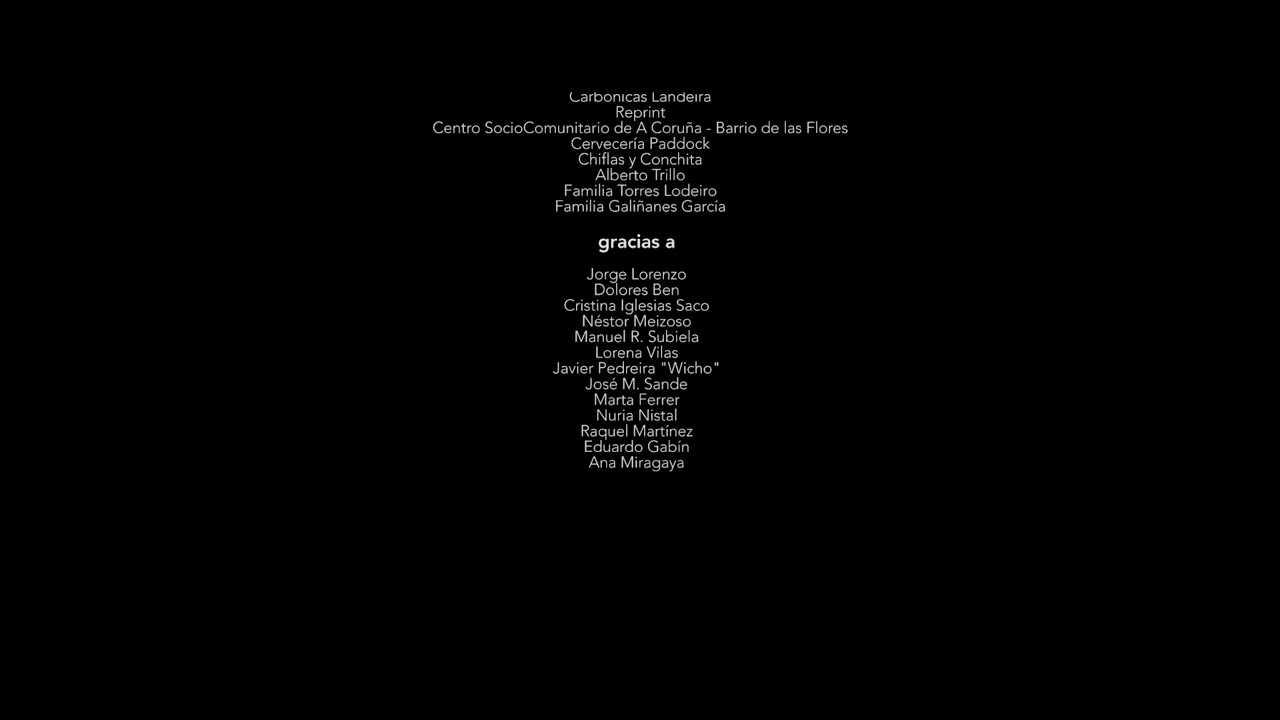 Carbónicas Landeira
Reprint
Centro SocioComunitario de A Coruña - Barrio de las Flores
Cervecería Paddock
Chiflas y Conchita
Alberto Trillo
Familia Torres Lodeiro
Familia Galiñanes García
gracias a
Jorge Lorenzo
Dolores Ben
Cristina Iglesias Saco
Néstor Meizoso
Manuel R. Subiela
Lorena Vilas
Javier Pedreira "Wicho"
José M. Sande
Marta Ferrer
Nuria Nistal
Raquel Martínez
Eduardo Gabín
Ana Miragaya